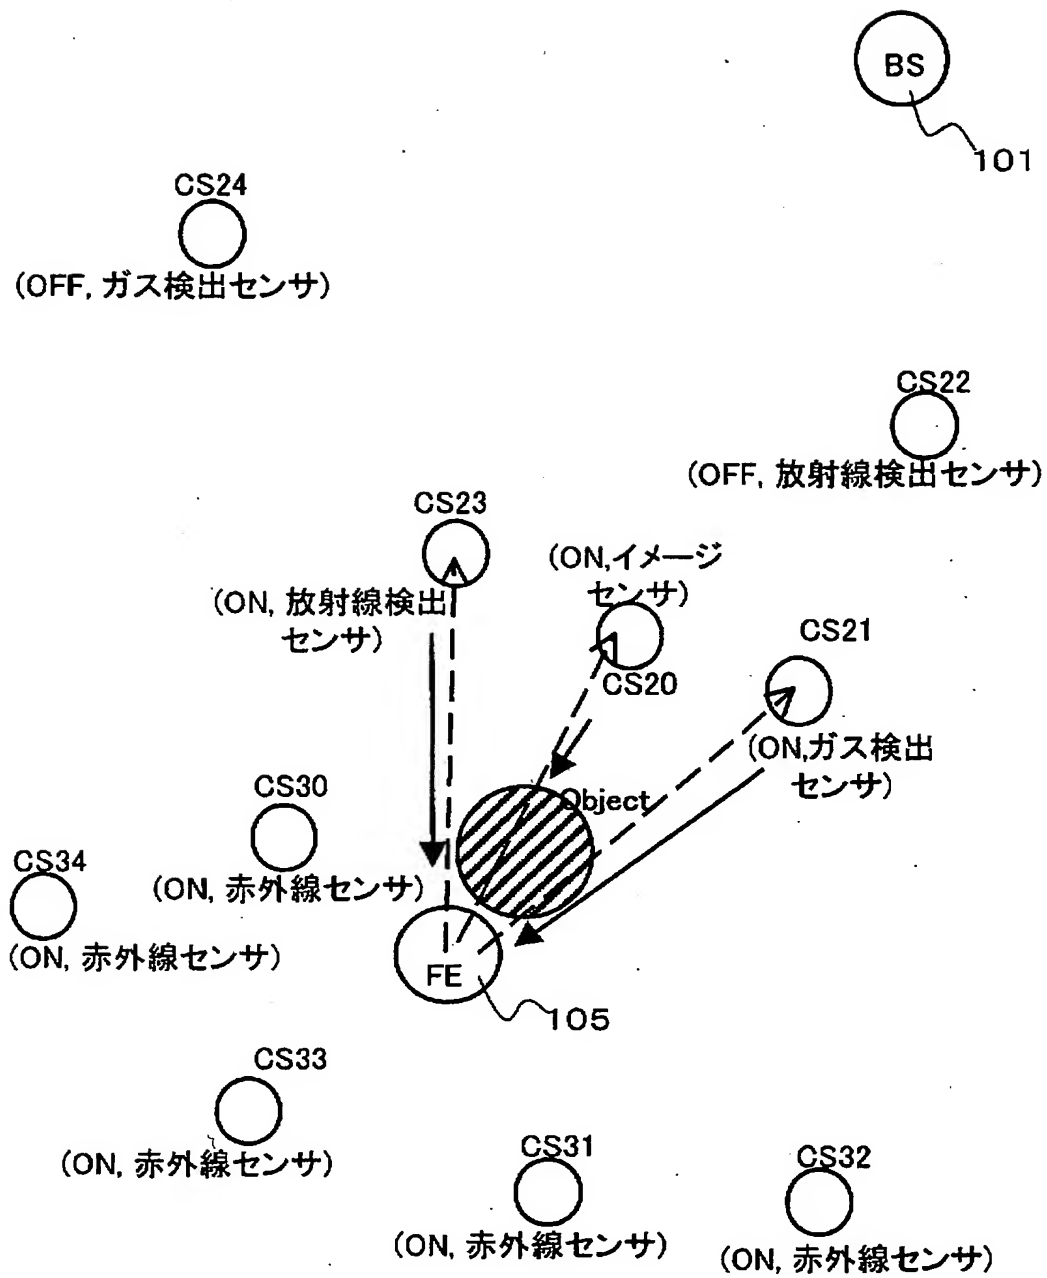 BS
101
CS24
(OFF, ガス検出センサ)
CS22
(OFF, 放射線検出センサ)
CS23
(ON, 放射線検出
センサ)
(ON,イメージ
センサ)
CS20
CS21
(ON,ガス検出
センサ)
Object
CS30
(ON, 赤外線センサ)
CS34
(ON, 赤外線センサ)
FE
105
CS33
(ON, 赤外線センサ)
CS31
(ON, 赤外線センサ)
CS32
(ON, 赤外線センサ)